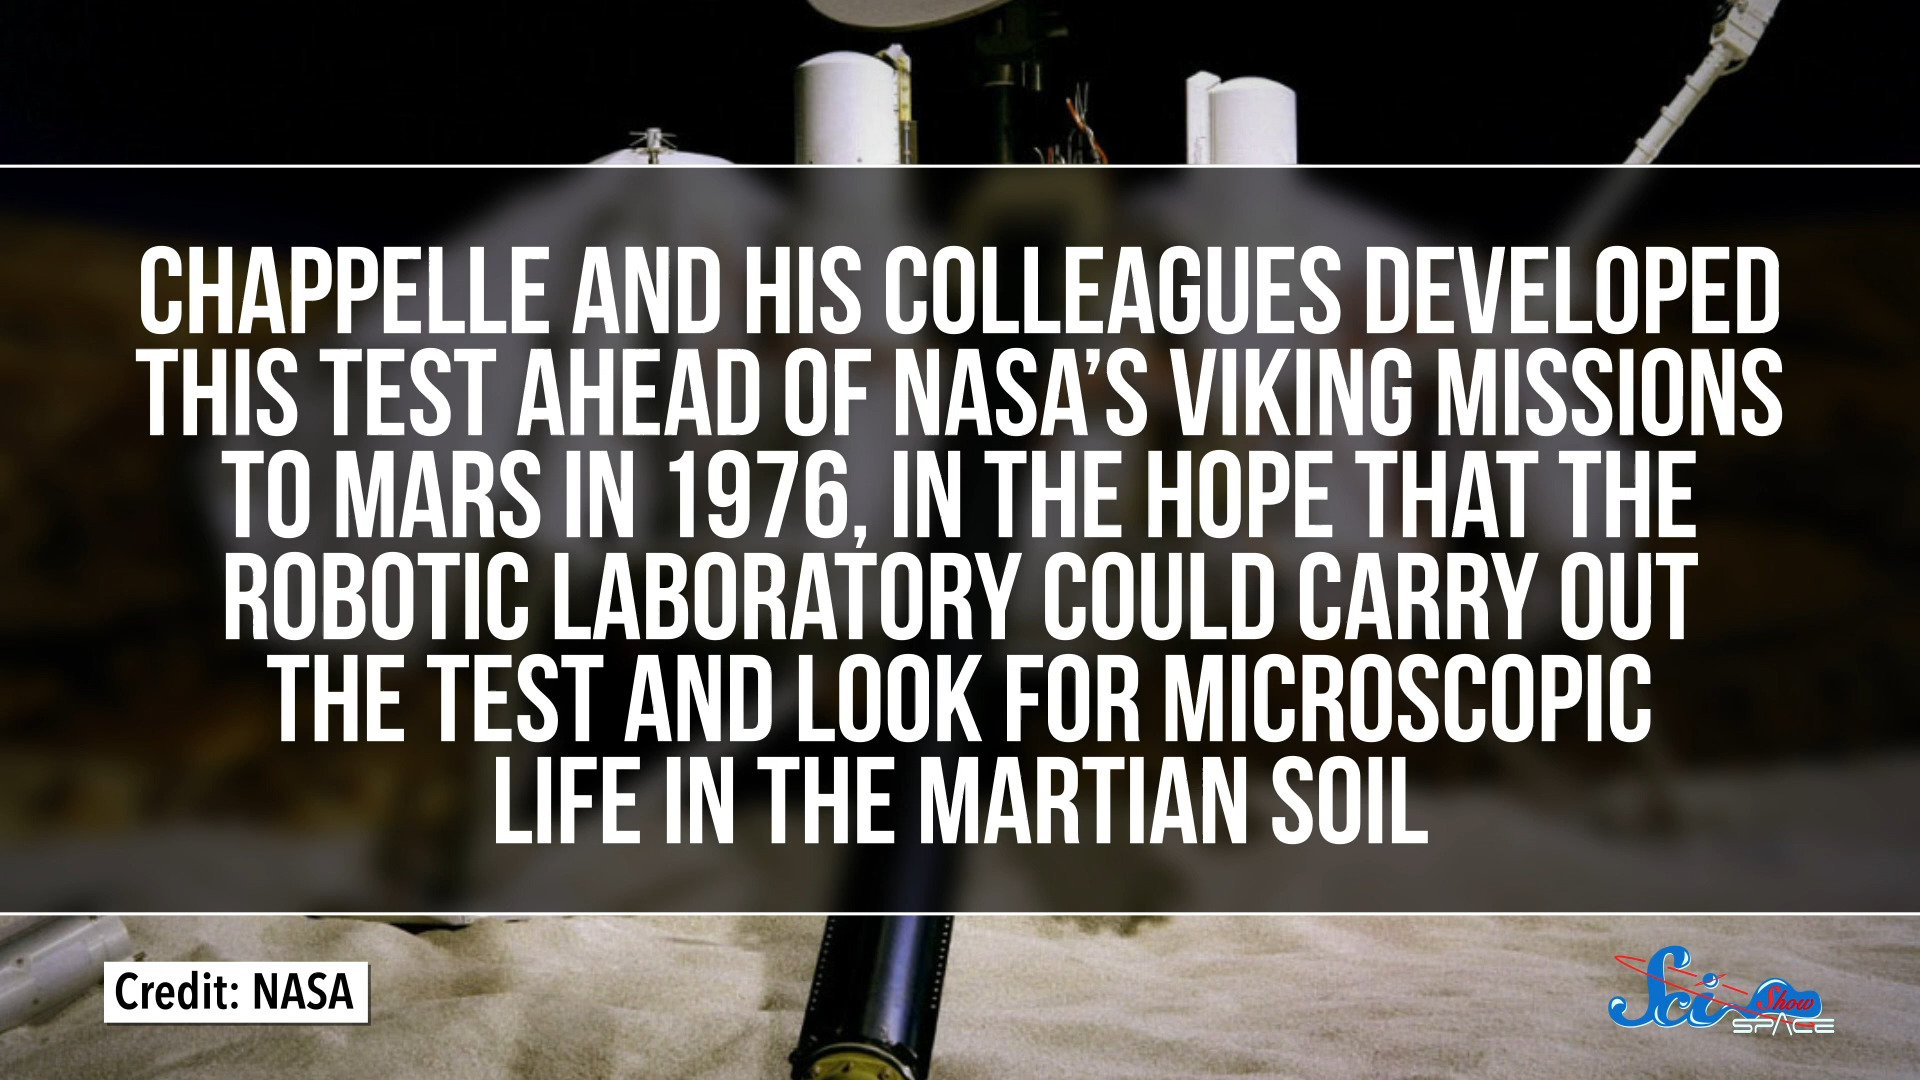 CHAPPELLE AND HIS COLLEAGUES DEVELOPED
THIS TEST AHEAD OF NASA'S VIKING MISSIONS
TO MARS IN 1976, IN THE HOPE THAT THE
ROBOTIC LABORATORY COULD CARRY OUT
THE TEST AND LOOK FOR MICROSCOPIC
LIFE IN THE MARTIAN SOIL
Credit: NASA
Sci Show
SPACE